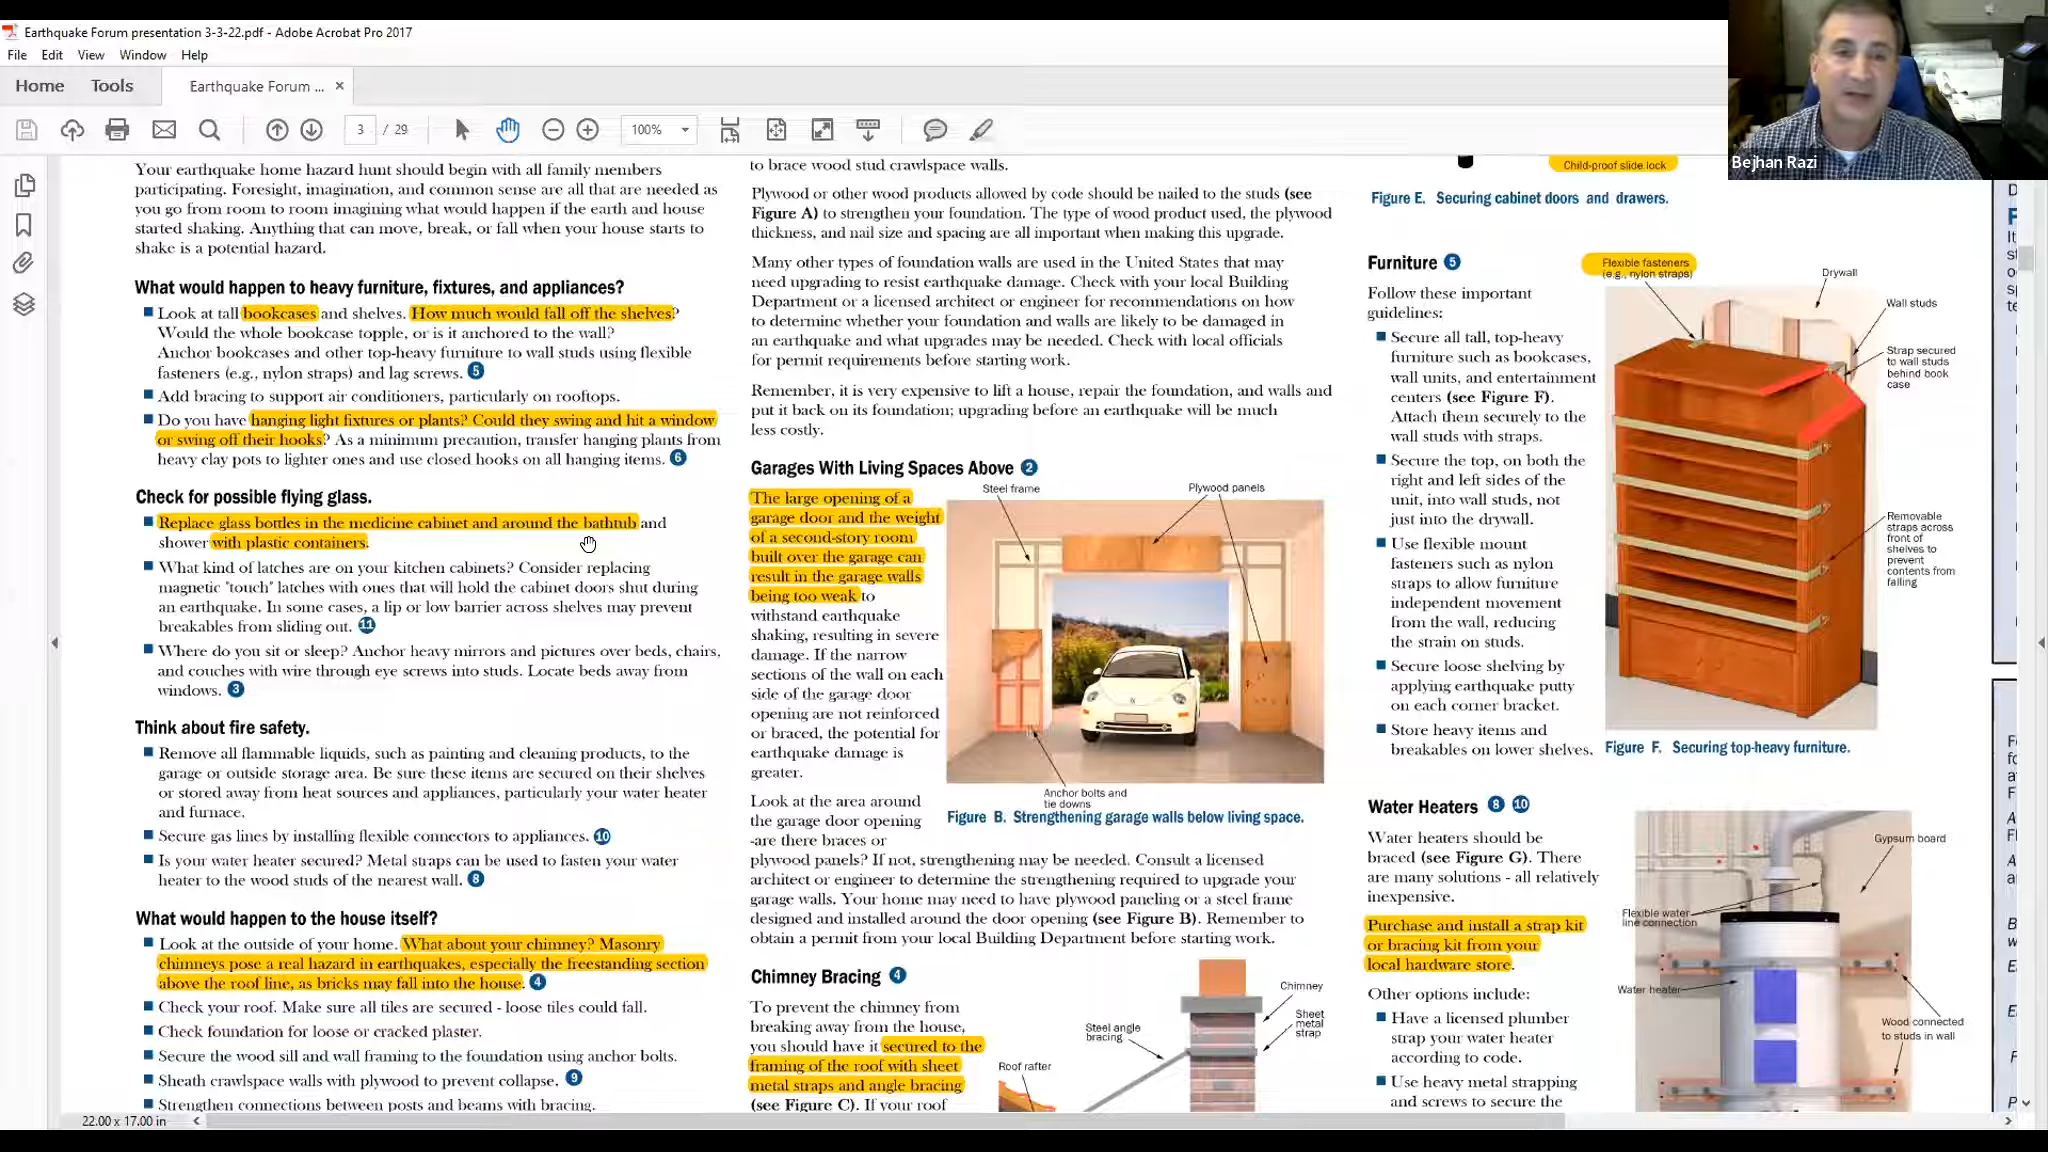 Earthquake Forum presentation 3-3-22.pdf - Adobe Acrobat Pro 2017
File Edit View Window Help
Home Tools Earthquake Forum ... ×
3 / 29 100%
Bejhan Razi
Your earthquake home hazard hunt should begin with all family members
participating. Foresight, imagination, and common sense are all that are needed as
you go from room to room imagining what would happen if the earth and house
started shaking. Anything that can move, break, or fall when your house starts to
shake is a potential hazard.
What would happen to heavy furniture, fixtures, and appliances?
Look at tall bookcases and shelves. How much would fall off the shelves?
Would the whole bookcase topple, or is it anchored to the wall?
Anchor bookcases and other top-heavy furniture to wall studs using flexible
fasteners (e.g., nylon straps) and lag screws. 5
Add bracing to support air conditioners, particularly on rooftops.
Do you have hanging light fixtures or plants? Could they swing and hit a window
or swing off their hooks? As a minimum precaution, transfer hanging plants from
heavy clay pots to lighter ones and use closed hooks on all hanging items. 6
Check for possible flying glass.
Replace glass bottles in the medicine cabinet and around the bathtub and
shower with plastic containers.
What kind of latches are on your kitchen cabinets? Consider replacing
magnetic "touch" latches with ones that will hold the cabinet doors shut during
an earthquake. In some cases, a lip or low barrier across shelves may prevent
breakables from sliding out. 11
Where do you sit or sleep? Anchor heavy mirrors and pictures over beds, chairs,
and couches with wire through eye screws into studs. Locate beds away from
windows. 3
Think about fire safety.
Remove all flammable liquids, such as painting and cleaning products, to the
garage or outside storage area. Be sure these items are secured on their shelves
or stored away from heat sources and appliances, particularly your water heater
and furnace.
Secure gas lines by installing flexible connectors to appliances. 10
Is your water heater secured? Metal straps can be used to fasten your water
heater to the wood studs of the nearest wall. 8
What would happen to the house itself?
Look at the outside of your home. What about your chimney? Masonry
chimneys pose a real hazard in earthquakes, especially the freestanding section
above the roof line, as bricks may fall into the house. 4
Check your roof. Make sure all tiles are secured - loose tiles could fall.
Check foundation for loose or cracked plaster.
Secure the wood sill and wall framing to the foundation using anchor bolts.
Sheath crawlspace walls with plywood to prevent collapse. 9
Strengthen connections between posts and beams with bracing.
to brace wood stud crawlspace walls.
Plywood or other wood products allowed by code should be nailed to the studs (see
Figure A) to strengthen your foundation. The type of wood product used, the plywood
thickness, and nail size and spacing are all important when making this upgrade.
Many other types of foundation walls are used in the United States that may
need upgrading to resist earthquake damage. Check with your local Building
Department or a licensed architect or engineer for recommendations on how
to determine whether your foundation and walls are likely to be damaged in
an earthquake and what upgrades may be needed. Check with local officials
for permit requirements before starting work.
Remember, it is very expensive to lift a house, repair the foundation, and walls and
put it back on its foundation; upgrading before an earthquake will be much
less costly.
Garages With Living Spaces Above 2
The large opening of a
garage door and the weight
of a second-story room
built over the garage can
result in the garage walls
being too weak to
withstand earthquake
shaking, resulting in severe
damage. If the narrow
sections of the wall on each
side of the garage door
opening are not reinforced
or braced, the potential for
earthquake damage is
greater.
Steel frame
Plywood panels
Anchor bolts and
tie downs
Figure B. Strengthening garage walls below living space.
Look at the area around
the garage door opening
-are there braces or
plywood panels? If not, strengthening may be needed. Consult a licensed
architect or engineer to determine the strengthening required to upgrade your
garage walls. Your home may need to have plywood paneling or a steel frame
designed and installed around the door opening (see Figure B). Remember to
obtain a permit from your local Building Department before starting work.
Chimney Bracing 4
To prevent the chimney from
breaking away from the house,
you should have it secured to the
framing of the roof with sheet
metal straps and angle bracing
(see Figure C). If your roof
Chimney
Sheet
metal
strap
Steel angle
bracing
Roof rafter
Child-proof slide lock
Figure E. Securing cabinet doors and drawers.
Furniture 5
Follow these important
guidelines:
Secure all tall, top-heavy
furniture such as bookcases,
wall units, and entertainment
centers (see Figure F).
Attach them securely to the
wall studs with straps.
Secure the top, on both the
right and left sides of the
unit, into wall studs, not
just into the drywall.
Use flexible mount
fasteners such as nylon
straps to allow furniture
independent movement
from the wall, reducing
the strain on studs.
Secure loose shelving by
applying earthquake putty
on each corner bracket.
Store heavy items and
breakables on lower shelves.
Flexible fasteners
(e.g., nylon straps)
Drywall
Wall studs
Strap secured
to wall studs
behind book
case
Removable
straps across
front of
shelves to
prevent
contents from
falling
Figure F. Securing top-heavy furniture.
Water Heaters 8 10
Water heaters should be
braced (see Figure G). There
are many solutions - all relatively
inexpensive.
Purchase and install a strap kit
or bracing kit from your
local hardware store.
Other options include:
Have a licensed plumber
strap your water heater
according to code.
Use heavy metal strapping
and screws to secure the
Gypsum board
Flexible water
line connection
Water heater
Wood connected
to studs in wall
22.00 x 17.00 in